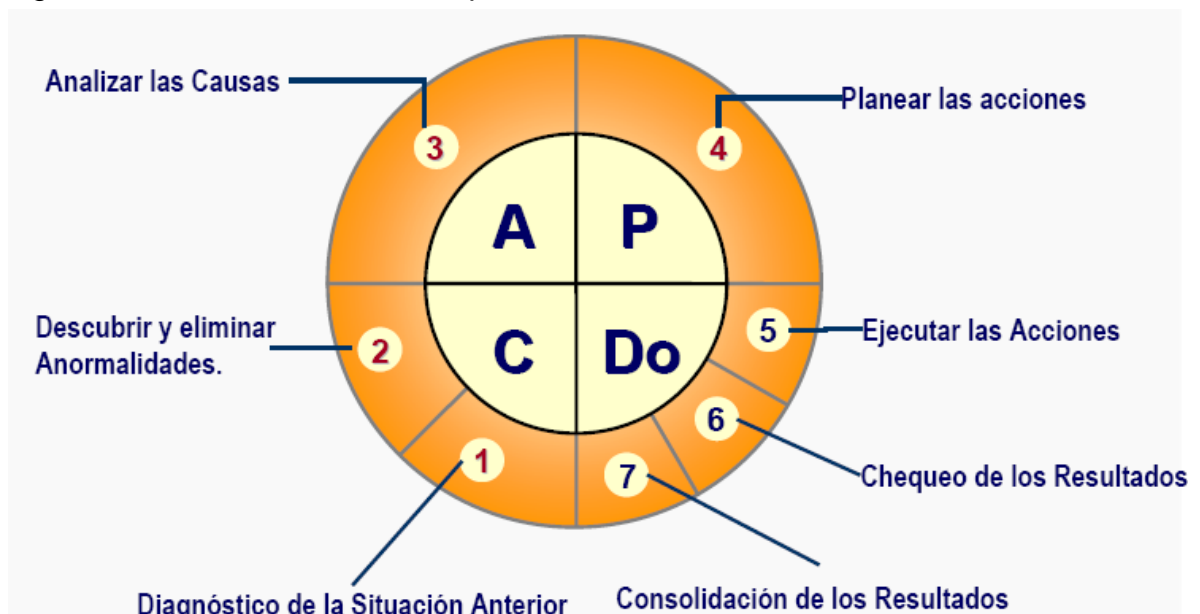 Analizar las Causas
3
4
Planear las acciones
A
P
Descubrir y eliminar
Anormalidades.
2
C
Do
5
Ejecutar las Acciones
6
1
7
Chequeo de los Resultados
Diagnóstico de la Situación Anterior
Consolidación de los Resultados